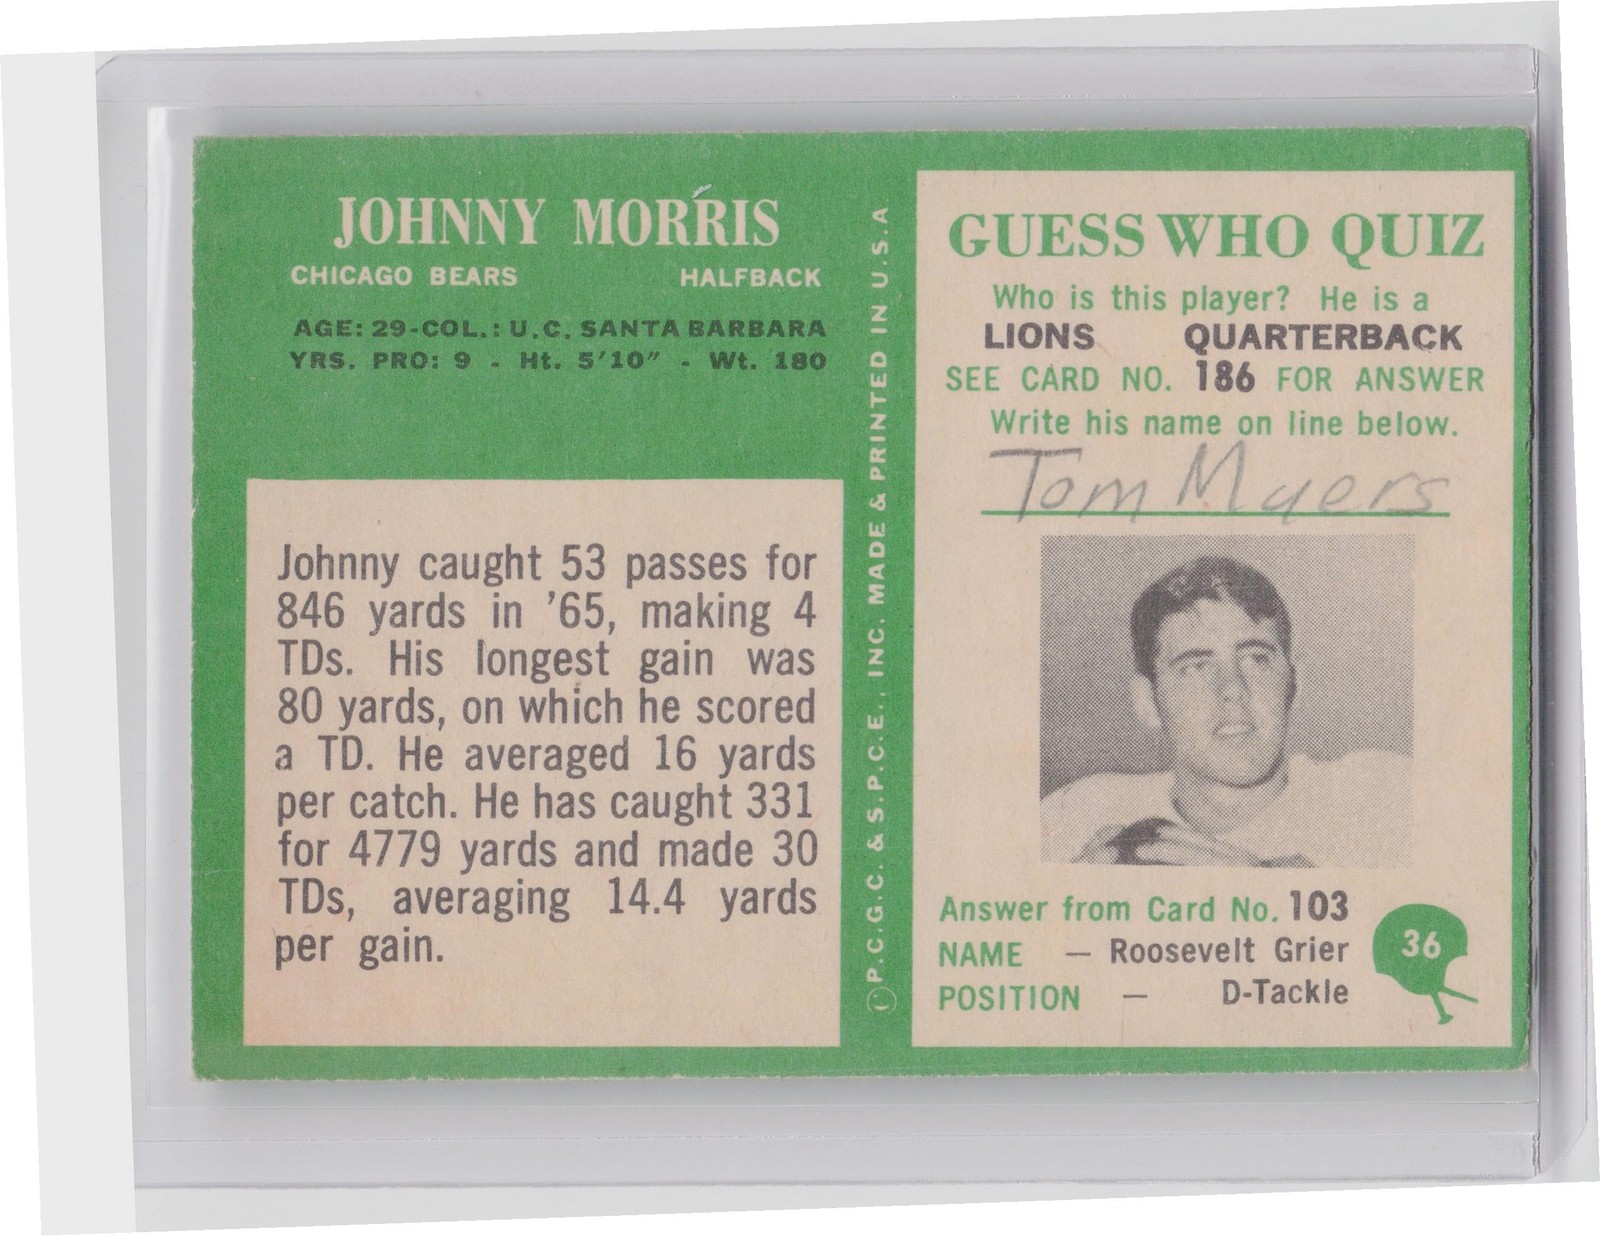 JOHNNY MORRIS
CHICAGO BEARS HALFBACK
AGE: 29-COL.: U.C. SANTA BARBARA
YRS. PRO: 9 - Ht. 5'10" - Wt. 180
Johnny caught 53 passes for
846 yards in '65, making 4
TDs. His longest gain was
80 yards, on which he scored
a TD. He averaged 16 yards
per catch. He has caught 331
for 4779 yards and made 30
TDs, averaging 14.4 yards
per gain.
©P.C.G.C. & S.P.C.E., INC. MADE & PRINTED IN U.S.A
GUESS WHO QUIZ
Who is this player? He is a
LIONS QUARTERBACK
SEE CARD NO. 186 FOR ANSWER
Write his name on line below.
Tom Myers
Answer from Card No. 103
NAME — Roosevelt Grier
POSITION — D-Tackle
36